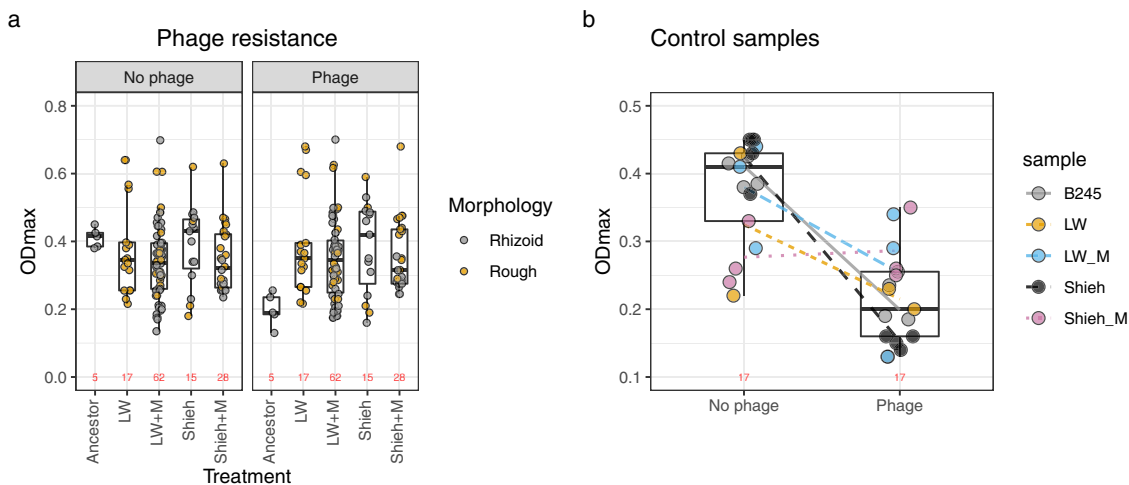 a
Phage resistance
No phage
Phage
ODmax
0.8
0.6
0.4
0.2
0.0
5
17
62
15
28
5
17
62
15
28
Ancestor
LW
LW+M
Shieh
Shieh+M
Ancestor
LW
LW+M
Shieh
Shieh+M
Treatment
Morphology
Rhizoid
Rough
b
Control samples
ODmax
0.5
0.4
0.3
0.2
0.1
17
17
No phage
Phage
sample
B245
LW
LW_M
Shieh
Shieh_M